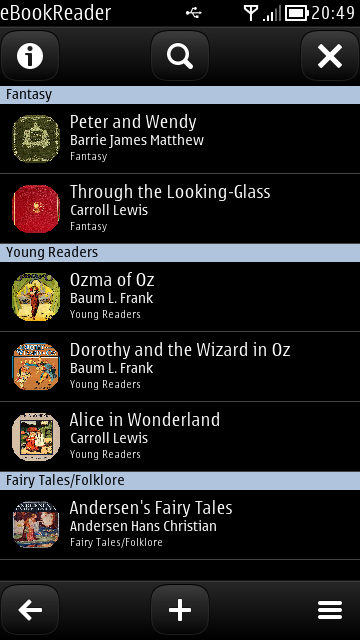 eBookReader 20:49
Fantasy
Peter and Wendy
Barrie James Matthew
Fantasy
Through the Looking-Glass
Carroll Lewis
Fantasy
Young Readers
Ozma of Oz
Baum L. Frank
Young Readers
Dorothy and the Wizard in Oz
Baum L. Frank
Young Readers
Alice in Wonderland
Carroll Lewis
Young Readers
Fairy Tales/Folklore
Andersen's Fairy Tales
Andersen Hans Christian
Fairy Tales/Folklore